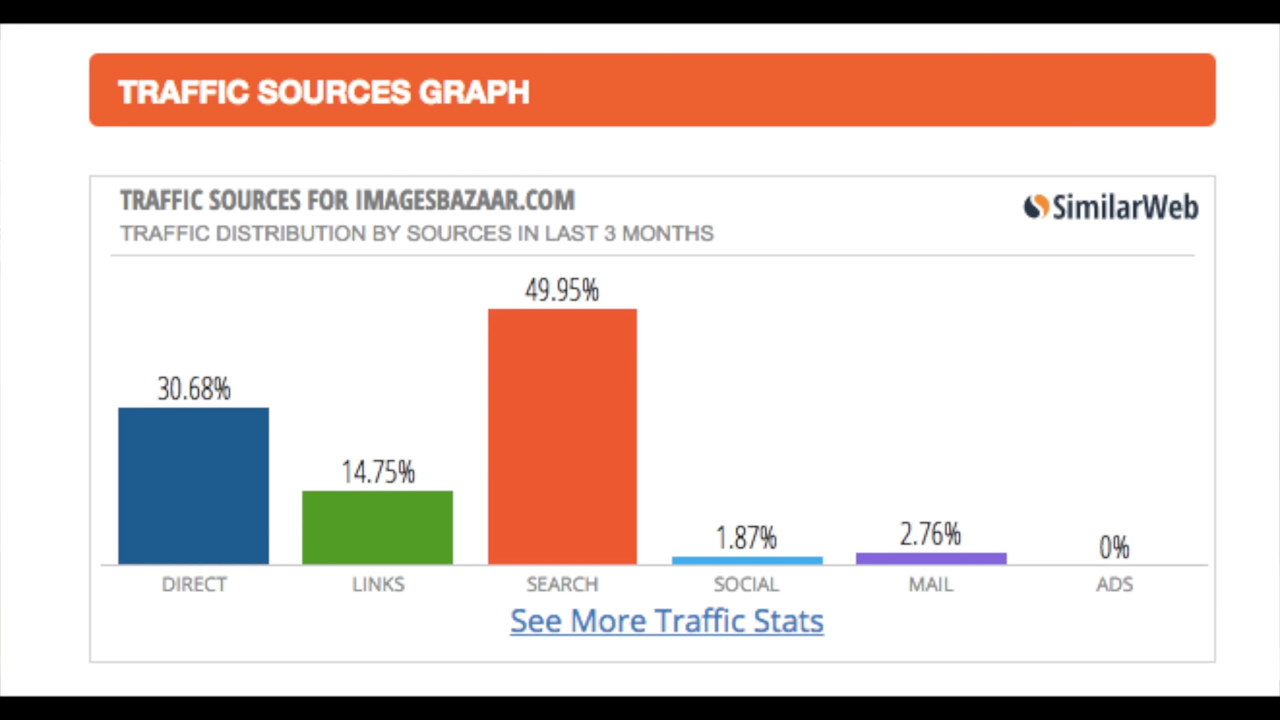 TRAFFIC SOURCES GRAPH
TRAFFIC SOURCES FOR IMAGESBAZAAR.COM
SimilarWeb
TRAFFIC DISTRIBUTION BY SOURCES IN LAST 3 MONTHS
30.68%
14.75%
49.95%
1.87%
2.76%
0%
DIRECT
LINKS
SEARCH
SOCIAL
MAIL
ADS
See More Traffic Stats